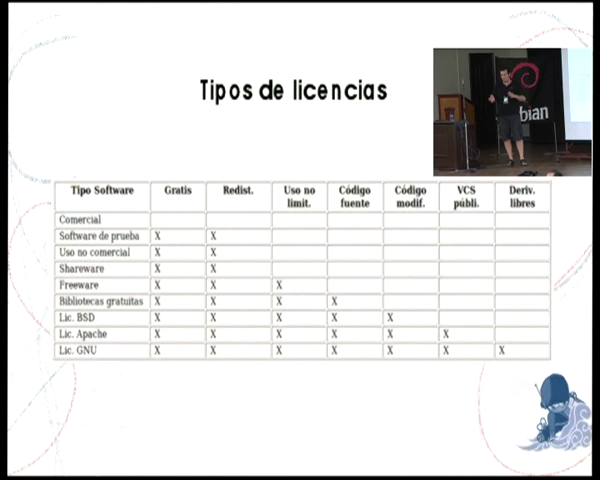 Tipos de licencias
bian
Tipo Software Gratis Redist. Uso no limit. Código fuente Código modif. VCS públi. Deriv. libres
Comercial
Software de prueba X X
Uso no comercial X X
Shareware X X
Freeware X X X
Bibliotecas gratuitas X X X X
Lic. BSD X X X X X
Lic. Apache X X X X X X
Lic. GNU X X X X X X X